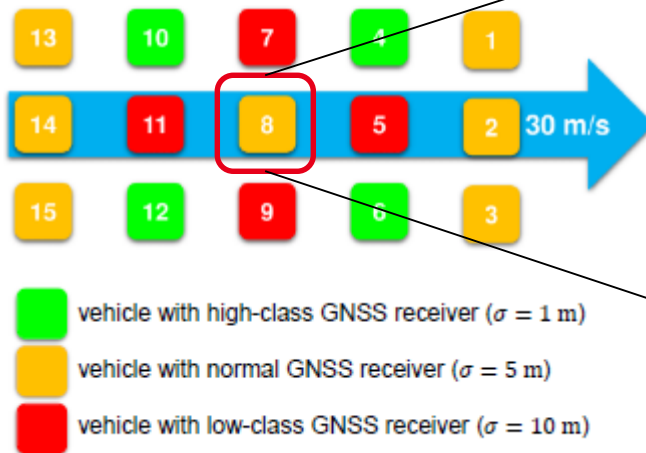 13 10 7 4 1
14 11 8 5 2 30 m/s
15 12 9 6 3
vehicle with high-class GNSS receiver (σ = 1 m)
vehicle with normal GNSS receiver (σ = 5 m)
vehicle with low-class GNSS receiver (σ = 10 m)